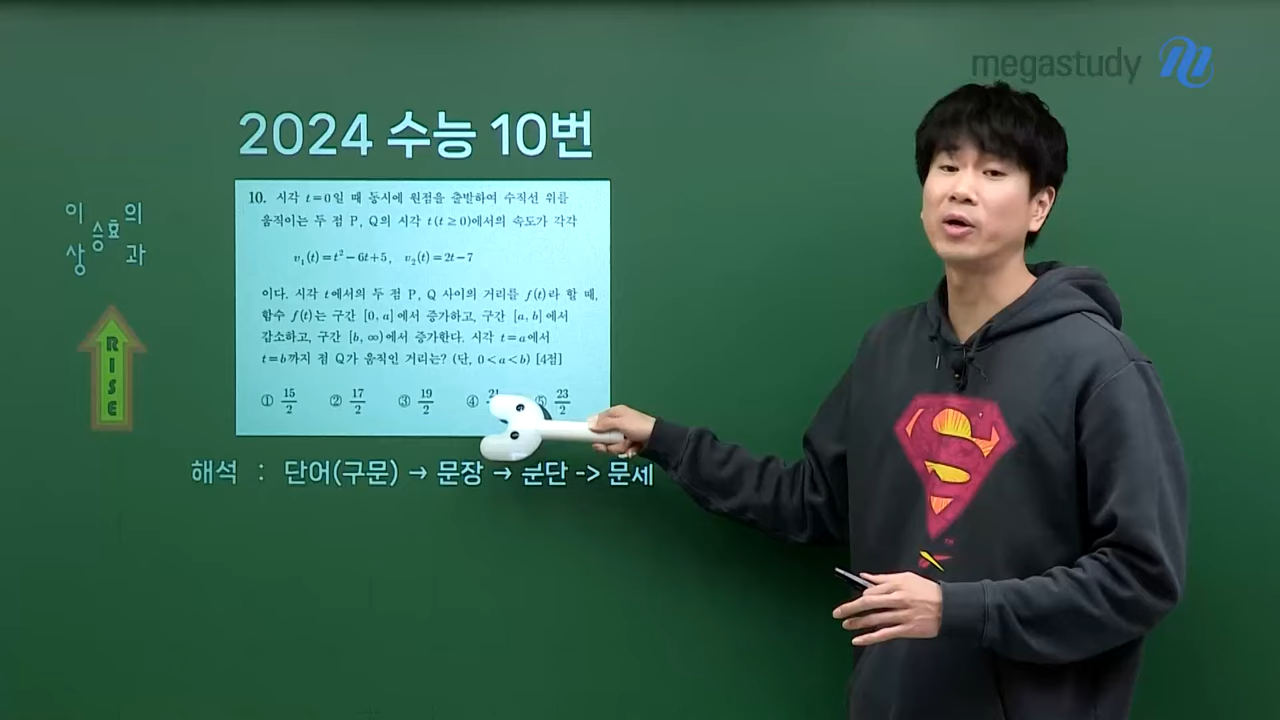 megastudy
2024 수능 10번
10. 시각 t=0일 때 동시에 원점을 출발하여 수직선 위를
움직이는 두 점 P, Q의 시각 t(t≥0)에서의 속도가 각각
v₁(t)=t²-6t+5, v₂(t)=2t-7
이다. 시각 t에서의 두 점 P, Q 사이의 거리를 f(t)라 할 때,
함수 f(t)는 구간 [0, a]에서 증가하고, 구간 [a, b]에서
감소하고, 구간 [b, ∞)에서 증가한다. 시각 t=a에서
t=b까지 점 Q가 움직인 거리는? (단, 0<a<b) [4점]
① 15/2 ② 17/2 ③ 19/2 ④ ⑤ 23/2
이승효의
상과
RISE
해석 : 단어(구문) → 문장 → 문단 -> 문제
S
TM